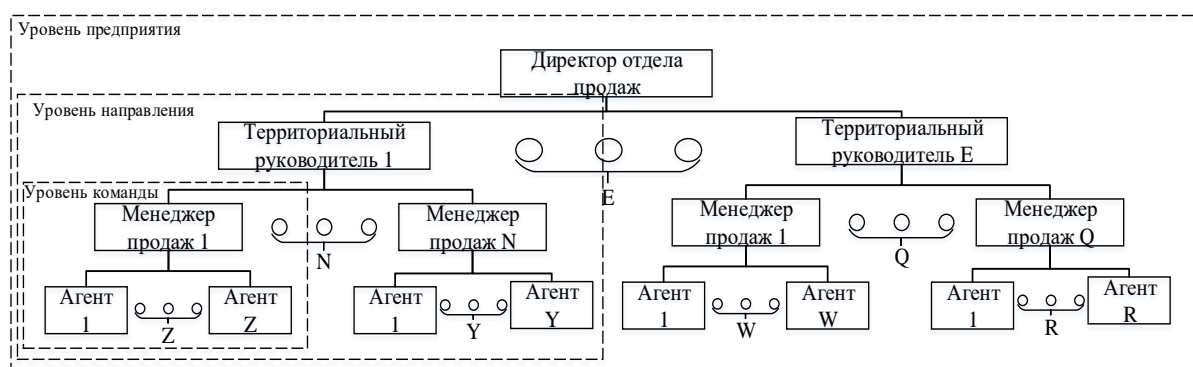 Уровень предприятия
Директор отдела
продаж
Уровень направления
Территориальный
руководитель 1
Территориальный
руководитель E
E
Уровень команды
Менеджер
продаж 1
N
Менеджер
продаж N
Менеджер
продаж 1
Q
Менеджер
продаж Q
Агент
1
Z
Агент
Z
Агент
1
Y
Агент
Y
Агент
1
W
Агент
W
Агент
1
R
Агент
R